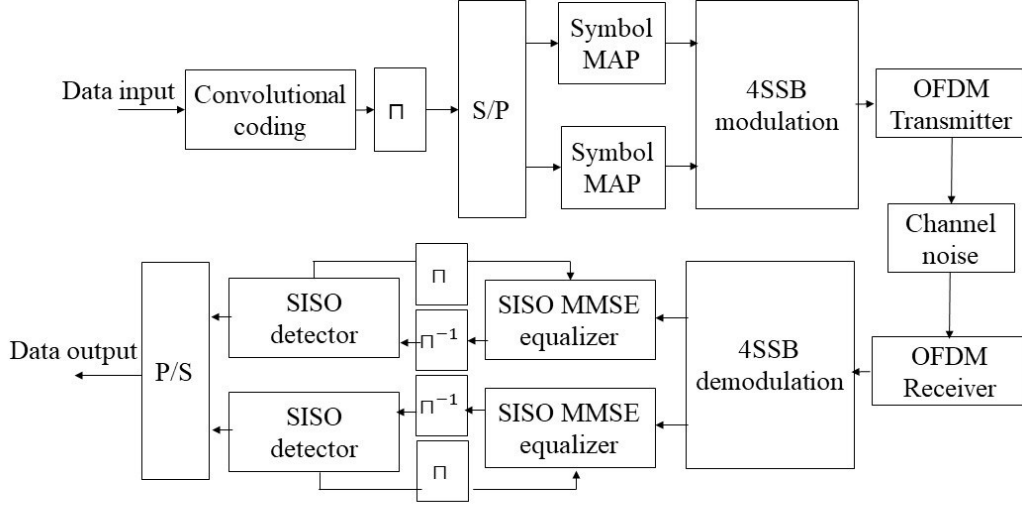 Data input
Convolutional
coding
Π
S/P
Symbol
MAP
Symbol
MAP
4SSB
modulation
OFDM
Transmitter
Channel
noise
OFDM
Receiver
4SSB
demodulation
SISO MMSE
equalizer
SISO MMSE
equalizer
Π
Π⁻¹
Π⁻¹
Π
SISO
detector
SISO
detector
P/S
Data output